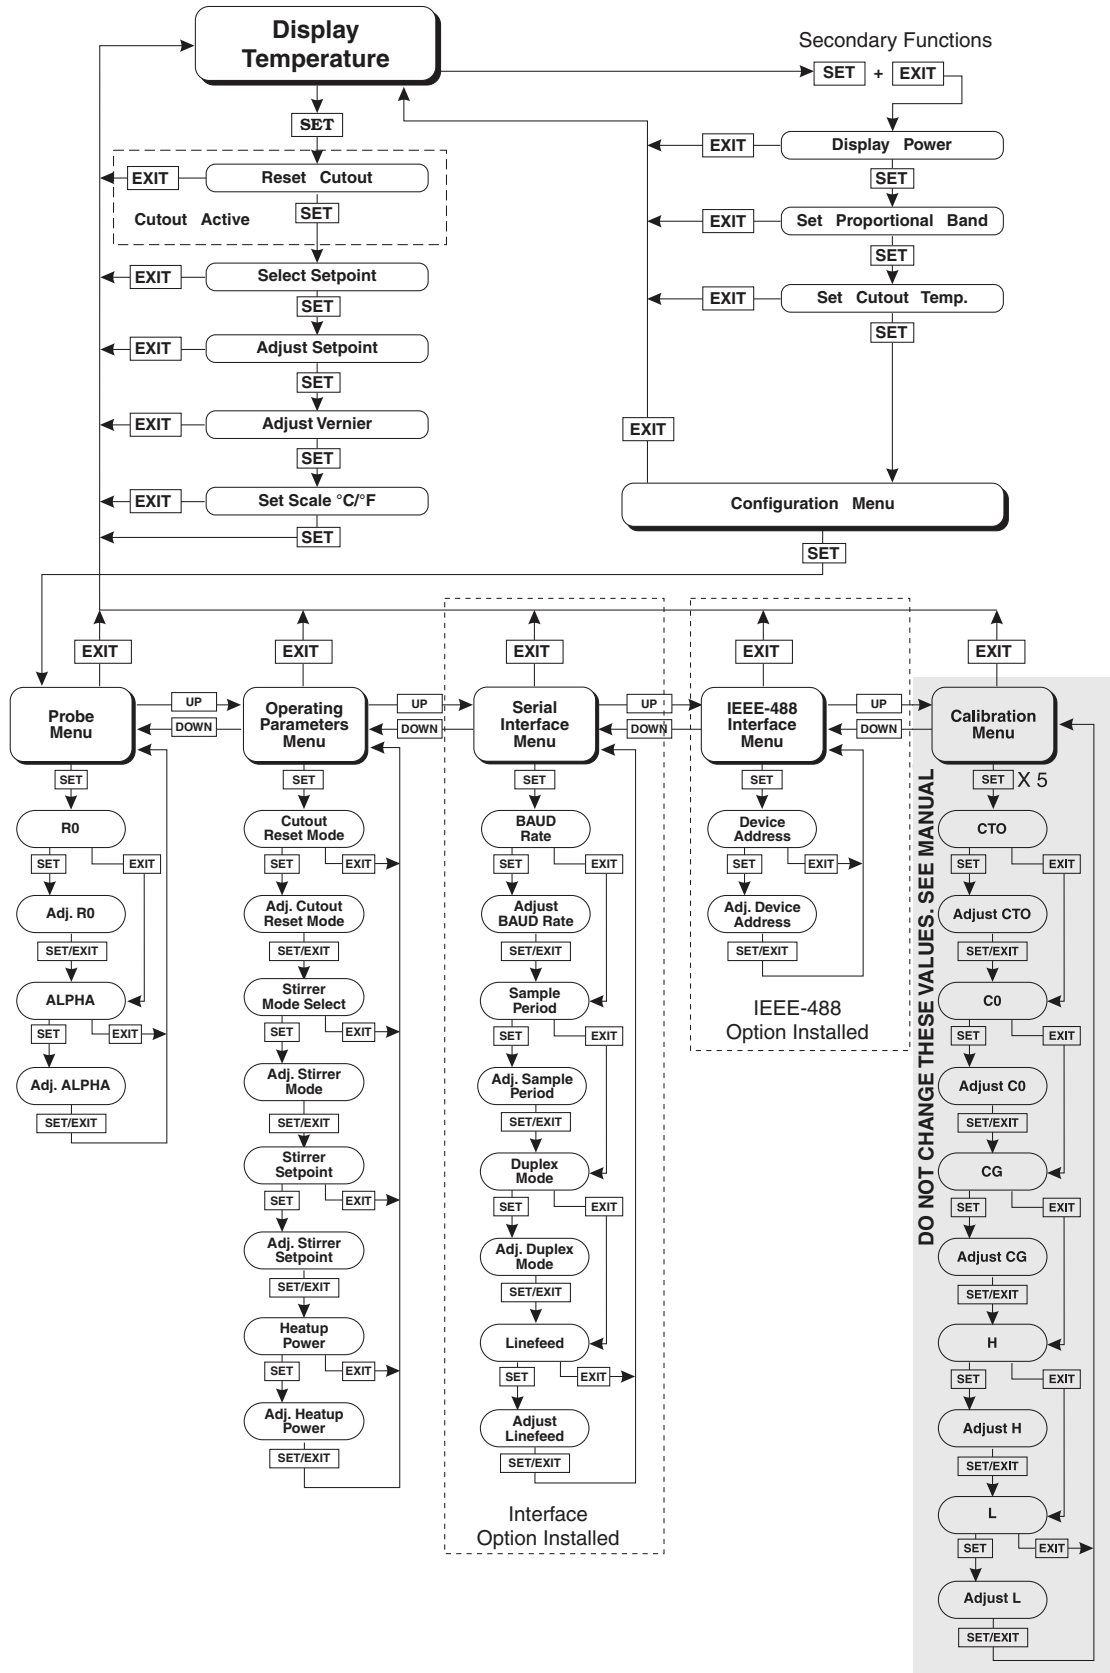 Display
Temperature
SET
EXIT
Reset Cutout
Cutout Active
SET
EXIT
Select Setpoint
SET
EXIT
Adjust Setpoint
SET
EXIT
Adjust Vernier
SET
EXIT
Set Scale °C/°F
SET
Secondary Functions
SET + EXIT
EXIT
Display Power
SET
EXIT
Set Proportional Band
SET
EXIT
Set Cutout Temp.
SET
EXIT
Configuration Menu
SET
EXIT
Probe
Menu
UP
DOWN
SET
R0
SET
EXIT
Adj. R0
SET/EXIT
ALPHA
SET
EXIT
Adj. ALPHA
SET/EXIT
EXIT
Operating
Parameters
Menu
UP
DOWN
SET
Cutout
Reset Mode
SET
EXIT
Adj. Cutout
Reset Mode
SET/EXIT
Stirrer
Mode Select
SET
EXIT
Adj. Stirrer
Mode
SET/EXIT
Stirrer
Setpoint
SET
EXIT
Adj. Stirrer
Setpoint
SET/EXIT
Heatup
Power
SET
EXIT
Adj. Heatup
Power
SET/EXIT
EXIT
Serial
Interface
Menu
UP
DOWN
SET
BAUD
Rate
SET
EXIT
Adjust
BAUD Rate
SET/EXIT
Sample
Period
SET
EXIT
Adj. Sample
Period
SET/EXIT
Duplex
Mode
SET
EXIT
Adj. Duplex
Mode
SET/EXIT
Linefeed
SET
EXIT
Adjust
Linefeed
SET/EXIT
Interface
Option Installed
EXIT
IEEE-488
Interface
Menu
UP
DOWN
SET
Device
Address
SET
EXIT
Adj. Device
Address
SET/EXIT
IEEE-488
Option Installed
EXIT
Calibration
Menu
DO NOT CHANGE THESE VALUES. SEE MANUAL
SET X 5
CTO
SET
EXIT
Adjust CTO
SET/EXIT
C0
SET
EXIT
Adjust C0
SET/EXIT
CG
SET
EXIT
Adjust CG
SET/EXIT
H
SET
EXIT
Adjust H
SET/EXIT
L
SET
EXIT
Adjust L
SET/EXIT